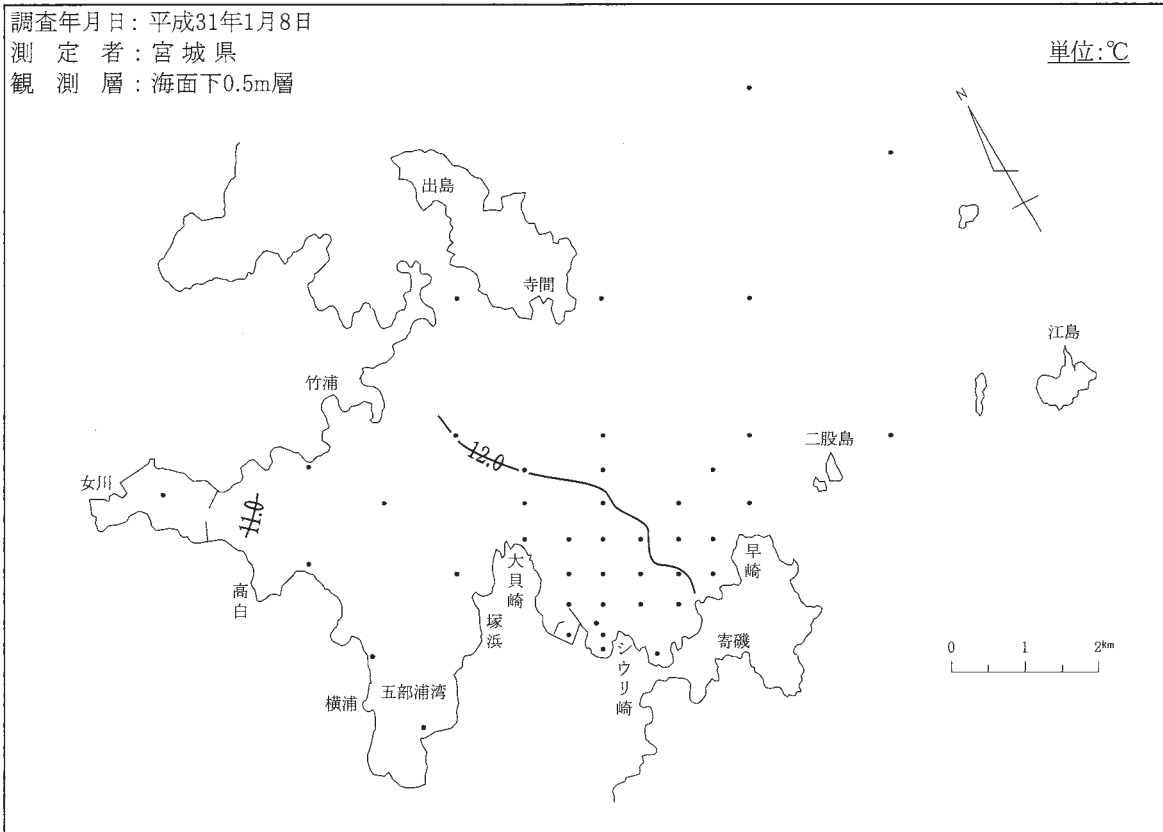 調査年月日：平成31年1月8日
測定者：宮城県
観測層：海面下0.5m層
単位：℃
N
出島
寺間
江島
竹浦
二股島
女川
12.0
11.0
早崎
大貝崎
高白
塚浜
寄磯
シウリ崎
横浦
五部浦湾
0 1 2km